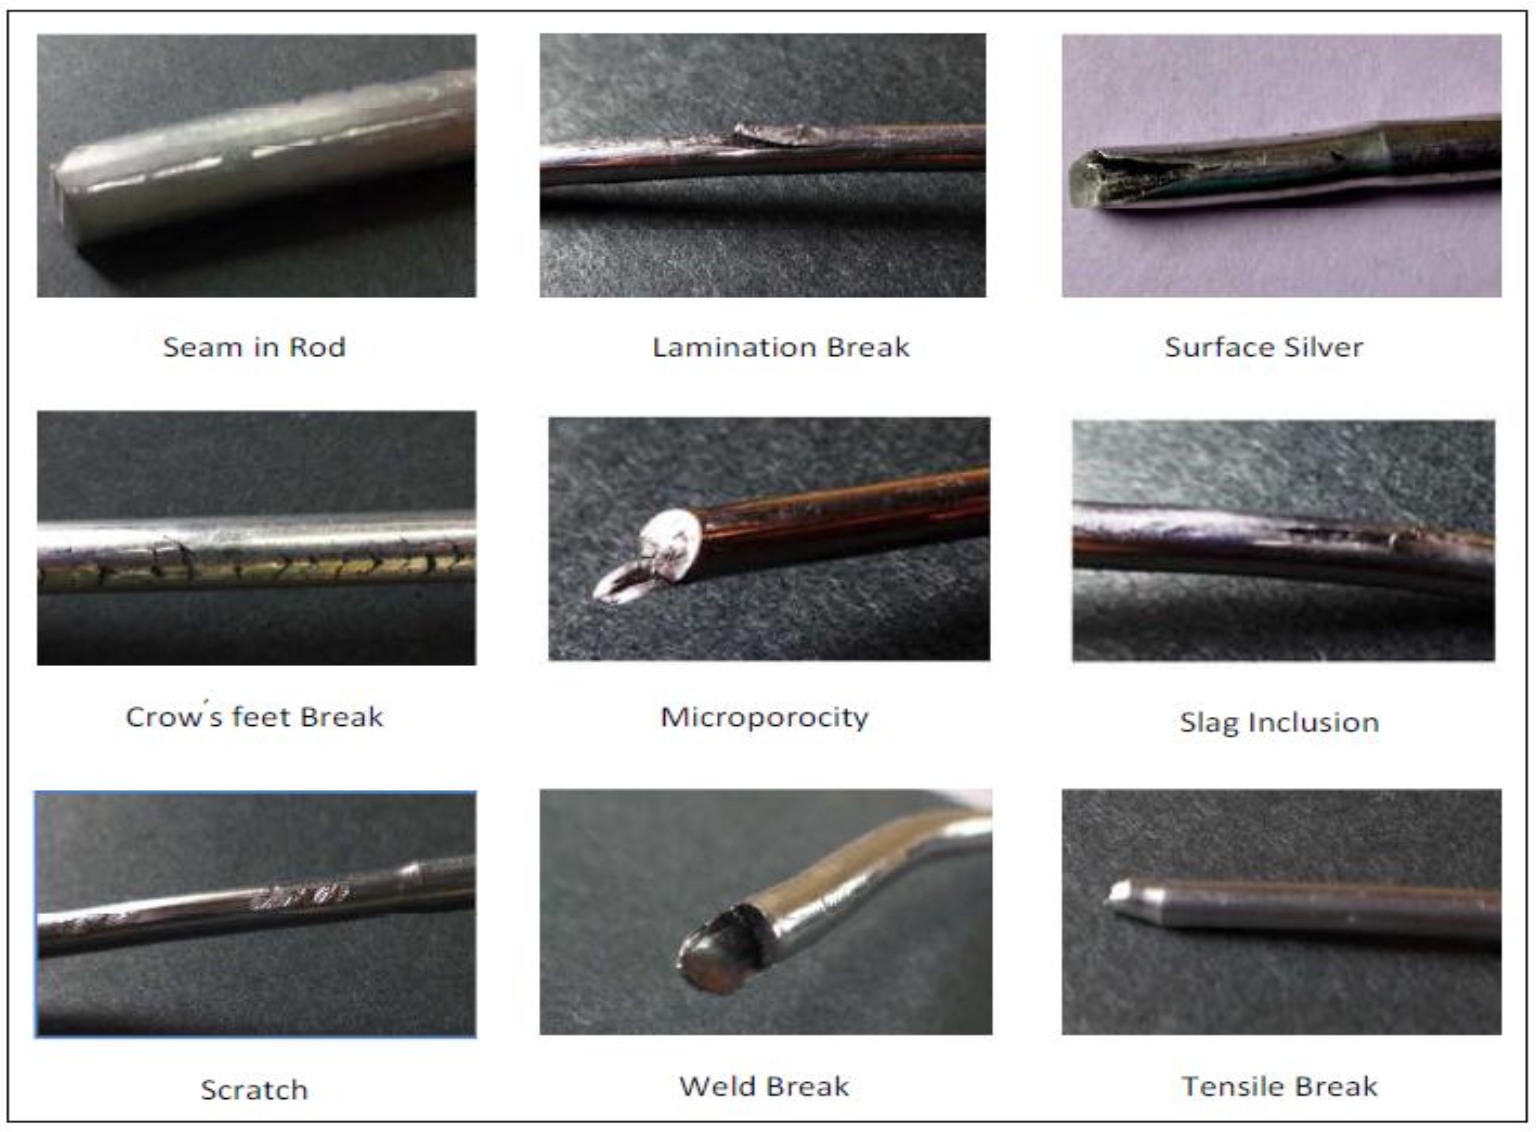 Seam in Rod
Lamination Break
Surface Silver
Crow's feet Break
Microporocity
Slag Inclusion
Scratch
Weld Break
Tensile Break